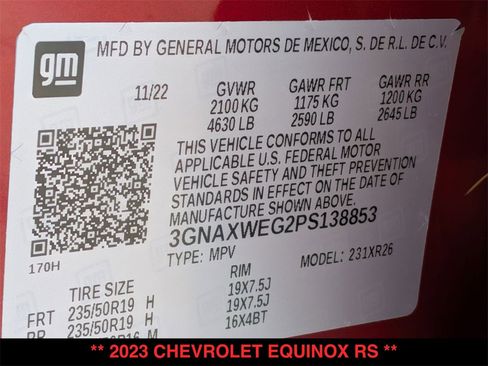 gm
MFD BY GENERAL MOTORS DE MEXICO, S. DE R.L. DE C.V.
11/22 GVWR GAWR FRT GAWR RR
2100 KG 1175 KG 1200 KG
4630 LB 2590 LB 2645 LB
THIS VEHICLE CONFORMS TO ALL
APPLICABLE U.S. FEDERAL MOTOR
VEHICLE SAFETY AND THEFT PREVENTION
STANDARDS IN EFFECT ON THE DATE OF
MANUFACTURE SHOWN ABOVE.
3GNAXWEG2PS138853
170H TYPE: MPV MODEL: 231XR26
TIRE SIZE RIM
FRT 235/50R19 H 19X7.5J
RR 235/50R19 H 19X7.5J
M 16X4BT
** 2023 CHEVROLET EQUINOX RS **